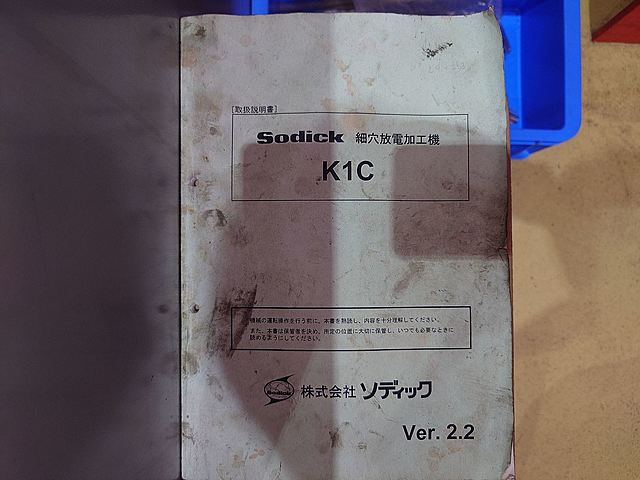 [取扱説明書]
Sodick 細穴放電加工機
K1C
機械の運転操作を行う前に、本書を熟読し、内容を十分理解してください。
また、本書は保管者を決め、所定の位置に大切に保管し、いつでも必要なときに
読めるようにしてください。
Sodick 株式会社 ソディック
Ver. 2.2